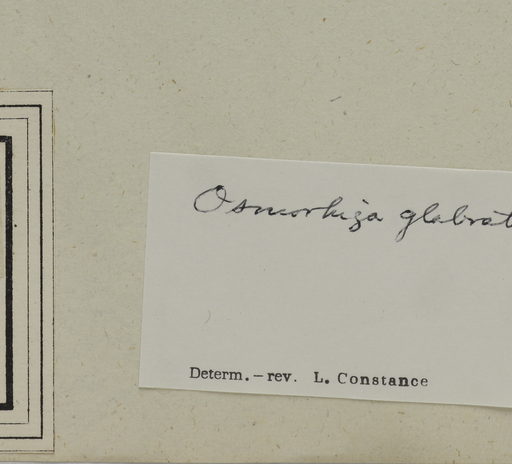 Osmorhiza glabrat
Determ. – rev. L. Constance